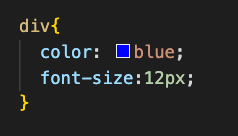 div{
color: blue;
font-size:12px;
}